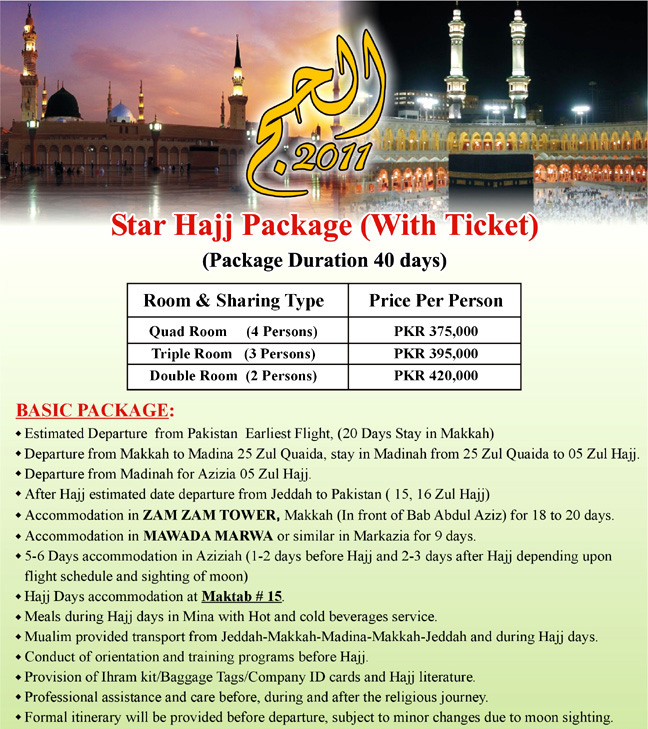 الحج
2011
Star Hajj Package (With Ticket)
(Package Duration 40 days)
Room & Sharing Type Price Per Person
Quad Room (4 Persons) PKR 375,000
Triple Room (3 Persons) PKR 395,000
Double Room (2 Persons) PKR 420,000
BASIC PACKAGE:
Estimated Departure from Pakistan Earliest Flight, (20 Days Stay in Makkah)
Departure from Makkah to Madina 25 Zul Quaida, stay in Madinah from 25 Zul Quaida to 05 Zul Hajj.
Departure from Madinah for Azizia 05 Zul Hajj.
After Hajj estimated date departure from Jeddah to Pakistan ( 15, 16 Zul Hajj)
Accommodation in ZAM ZAM TOWER, Makkah (In front of Bab Abdul Aziz) for 18 to 20 days.
Accommodation in MAWADA MARWA or similar in Markazia for 9 days.
5-6 Days accommodation in Aziziah (1-2 days before Hajj and 2-3 days after Hajj depending upon
flight schedule and sighting of moon)
Hajj Days accommodation at Maktab # 15.
Meals during Hajj days in Mina with Hot and cold beverages service.
Mualim provided transport from Jeddah-Makkah-Madina-Makkah-Jeddah and during Hajj days.
Conduct of orientation and training programs before Hajj.
Provision of Ihram kit/Baggage Tags/Company ID cards and Hajj literature.
Professional assistance and care before, during and after the religious journey.
Formal itinerary will be provided before departure, subject to minor changes due to moon sighting.